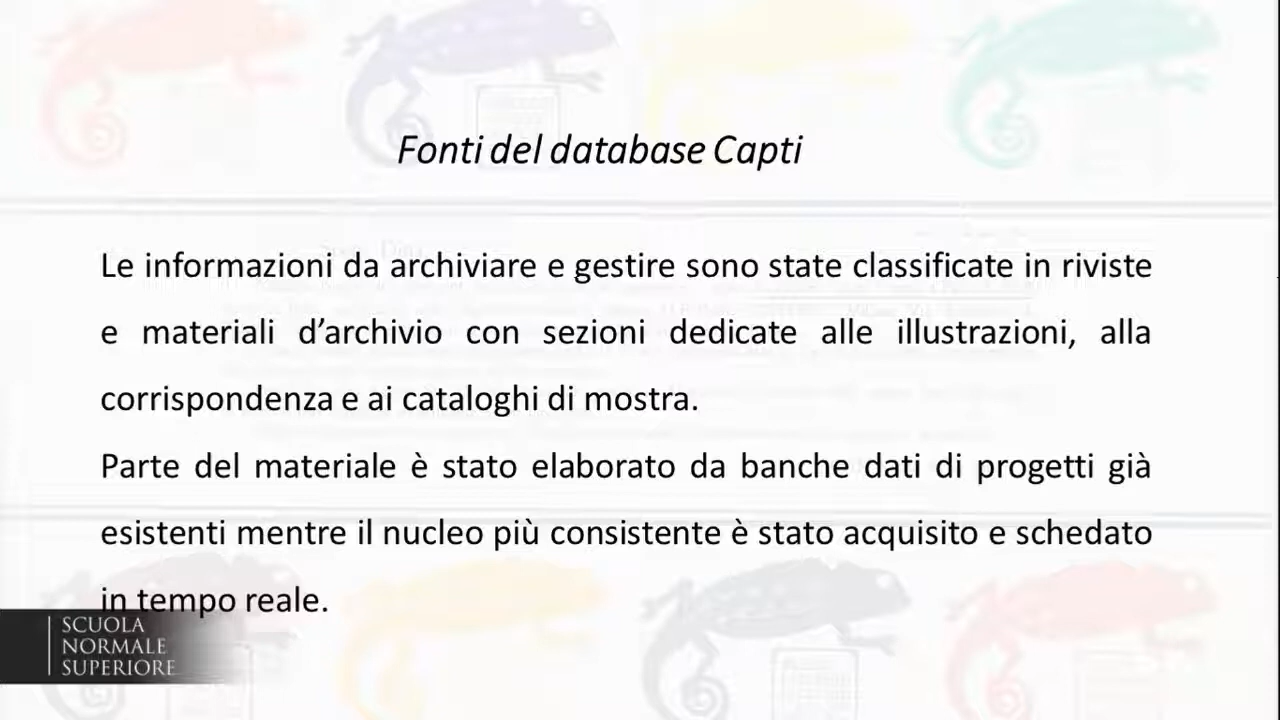 Fonti del database Capti
Le informazioni da archiviare e gestire sono state classificate in riviste
e materiali d’archivio con sezioni dedicate alle illustrazioni, alla
corrispondenza e ai cataloghi di mostra.
Parte del materiale è stato elaborato da banche dati di progetti già
esistenti mentre il nucleo più consistente è stato acquisito e schedato
in tempo reale.
SCUOLA
NORMALE
SUPERIORE